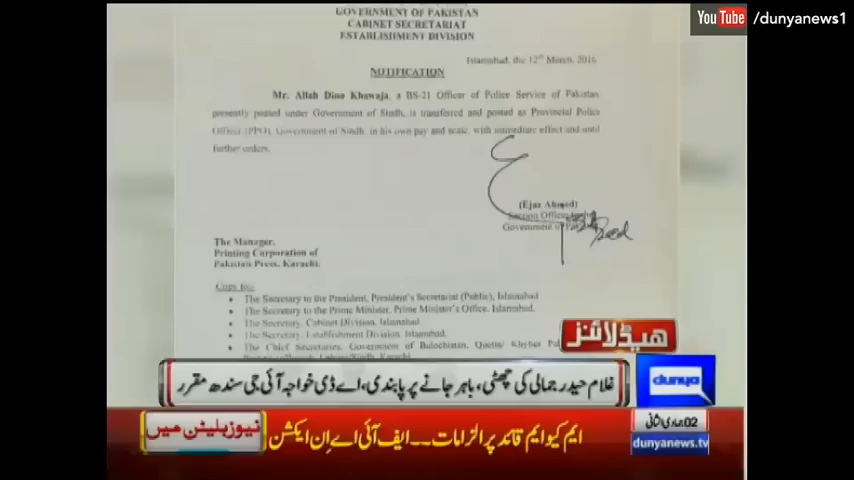 GOVERNMENT OF PAKISTAN
CABINET SECRETARIAT
ESTABLISHMENT DIVISION
Islamabad, the 12th March, 2016
NOTIFICATION
Mr. Allah Dino Khawaja, a BS-21 Officer of Police Service of Pakistan,
presently posted under Government of Sindh, is transferred and posted as Provincial Police
Officer (PPO), Government of Sindh, in his own pay and scale, with immediate effect and until
further orders.
(Ejaz Ahmed)
Section Officer
Government of
The Manager,
Printing Corporation of
Pakistan Press, Karachi.
Copy to:-
• The Secretary to the President, President's Secretariat (Public), Islamabad
• The Secretary to the Prime Minister, Prime Minister's Office, Islamabad.
• The Secretary, Cabinet Division, Islamabad
• The Secretary, Establishment Division, Islamabad.
• The Chief Secretaries, Government of Balochistan, Quetta/ Khyber
YouTube /dunyanews1
ہیڈلائنز
غلام حیدر جمالی کی چھٹی، باہر جانے پر پابندی، اے ڈی خواجہ آئی جی سندھ مقرر
dunya
نیوز بلیٹن میں
ایم کیو ایم قائد پر الزامات۔۔ایف آئی اے اِن ایکشن
02 جمادی الثانی
dunyanews.tv